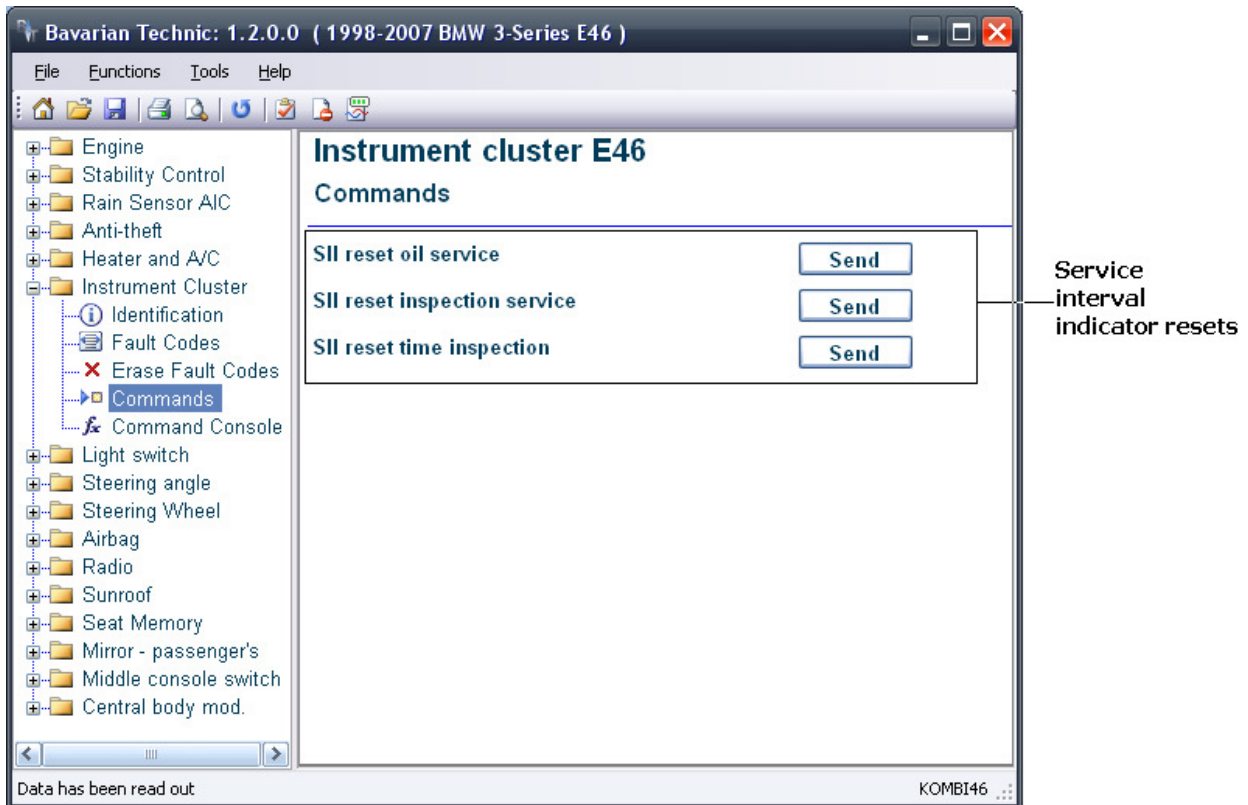 Bavarian Technic: 1.2.0.0 ( 1998-2007 BMW 3-Series E46 )
File Functions Tools Help
Engine
Stability Control
Rain Sensor AIC
Anti-theft
Heater and A/C
Instrument Cluster
Identification
Fault Codes
Erase Fault Codes
Commands
Command Console
Light switch
Steering angle
Steering Wheel
Airbag
Radio
Sunroof
Seat Memory
Mirror - passenger's
Middle console switch
Central body mod.
Instrument cluster E46
Commands
SII reset oil service Send
SII reset inspection service Send
SII reset time inspection Send
Service
interval
indicator resets
Data has been read out KOMBI46